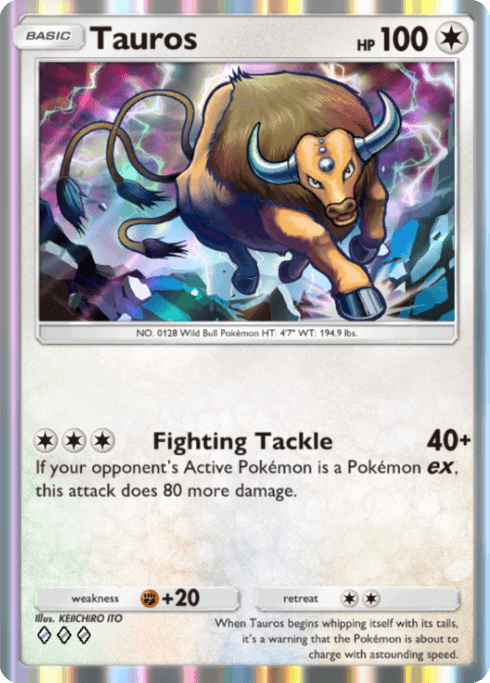 BASIC Tauros HP 100
NO. 0128 Wild Bull Pokémon HT: 4'7" WT: 194.9 lbs.
Fighting Tackle 40+
If your opponent's Active Pokémon is a Pokémon ex,
this attack does 80 more damage.
weakness +20 retreat
Illus. KEIICHIRO ITO
When Tauros begins whipping itself with its tails,
it's a warning that the Pokémon is about to
charge with astounding speed.